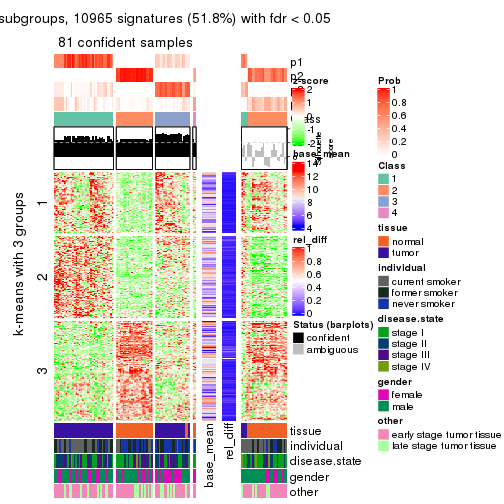 subgroups, 10965 signatures (51.8%) with fdr < 0.05
81 confident samples
p1
p2
z-score
2
1
0
-1
-2
base_mean
14
12
10
8
6
4
rel_diff
1
0.8
0.6
0.4
0.2
0
Status (barplots)
confident
ambiguous
Silhouette
score
k-means with 3 groups
1
2
3
base_mean
rel_diff
tissue
individual
disease.state
gender
other
Prob
1
0.8
0.6
0.4
0.2
0
Class
1
2
3
4
tissue
normal
tumor
individual
current smoker
former smoker
never smoker
disease.state
stage I
stage II
stage III
stage IV
gender
female
male
other
early stage tumor tissue
late stage tumor tissue